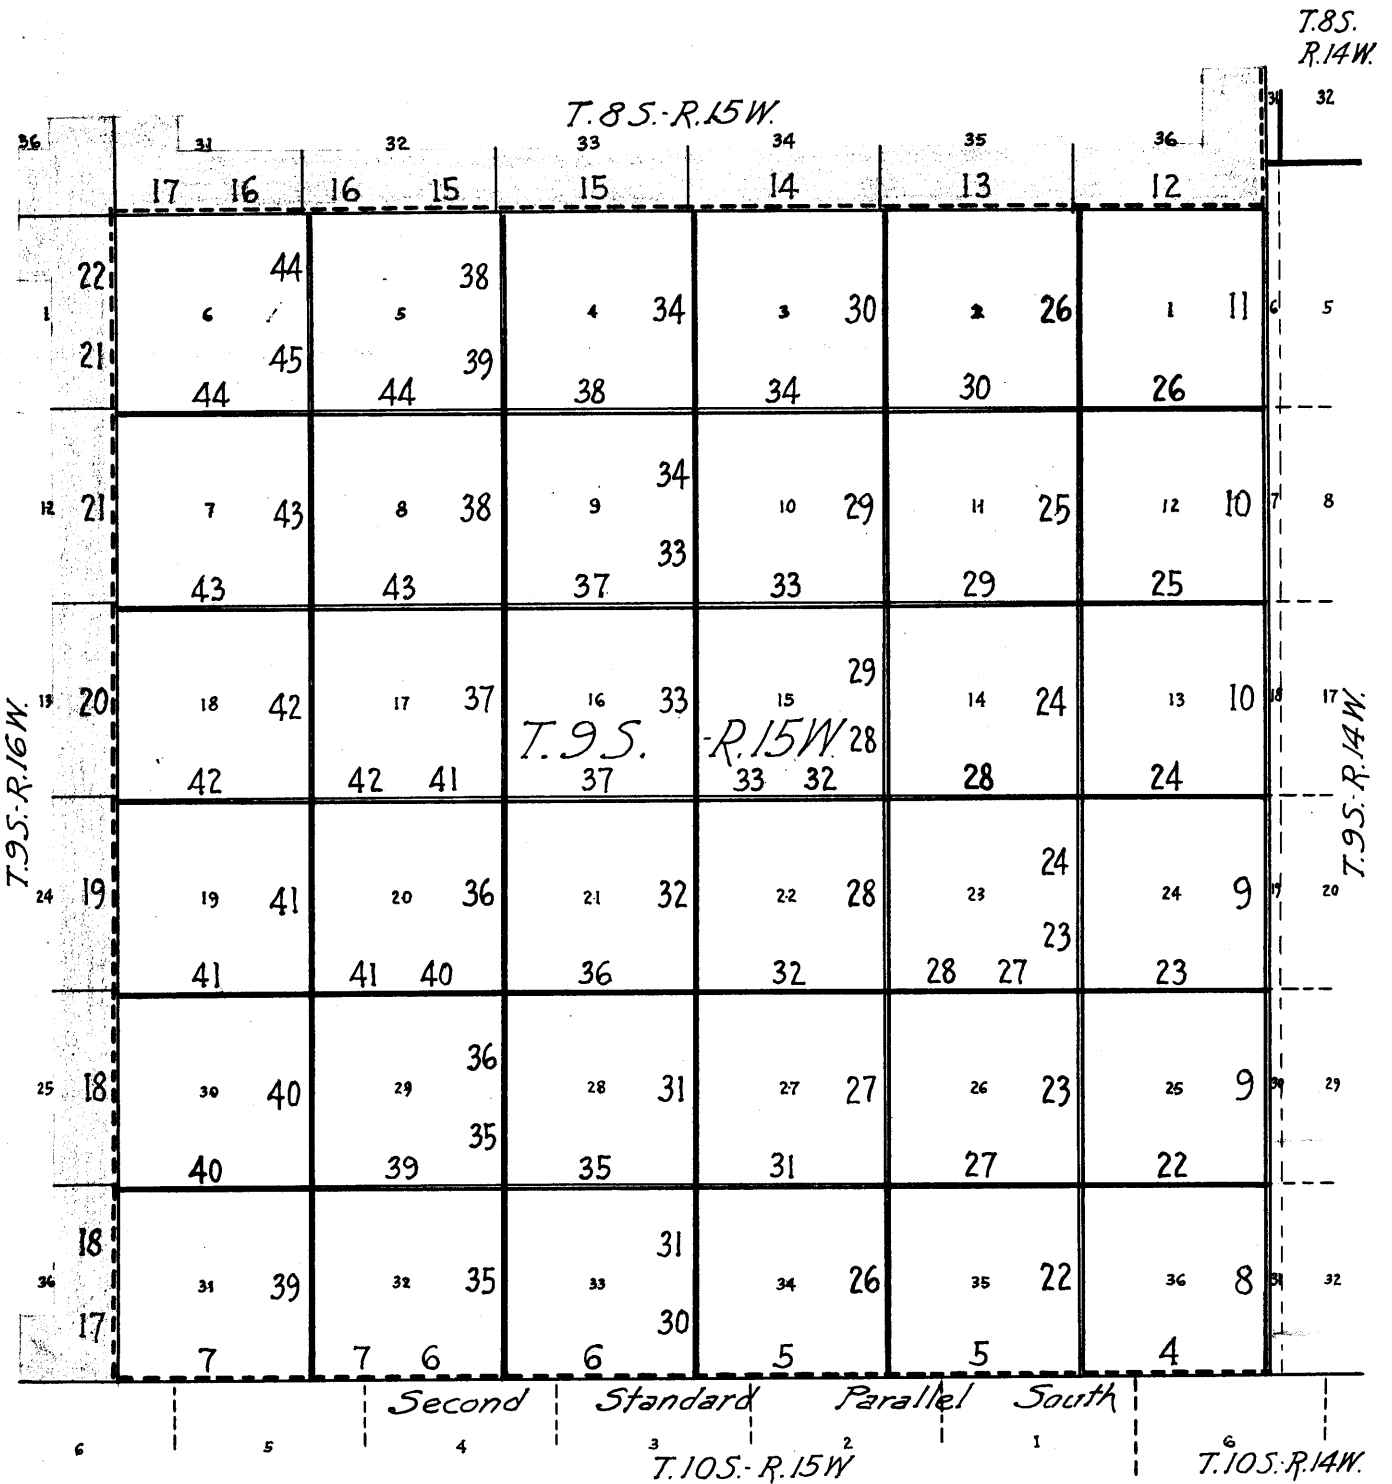 T.8S.
R.14W.
T.8S.-R.15W.
31 32
36 31 32 33 34 35 36
17 16 16 15 15 14 13 12
22 44 38
1 6 5 4 34 3 30 2 26 1 11 6 5
21 45 39
44 44 38 34 30 26
34
12 21 7 43 8 38 9 10 29 11 25 12 10 7 8
33
43 43 37 33 29 25
29
13 20 18 42 17 37 16 33 15 14 24 13 10 18 17
T.9S.-R.16W.
T.9S. -R.15W. 28
T.9S.-R.14W.
42 42 41 37 33 32 28 24
24
24 19 19 41 20 36 21 32 22 28 23 24 9 19 20
23
41 41 40 36 32 28 27 23
36
25 18 30 40 29 28 31 27 27 26 23 25 9 30 29
35
40 39 35 31 27 22
18 31
36 31 39 32 35 33 34 26 35 22 36 8 31 32
17 30
7 7 6 6 5 5 4
Second Standard Parallel South
6 5 4 3 2 1 6
T.10S.-R.15W T.10S.-R.14W.